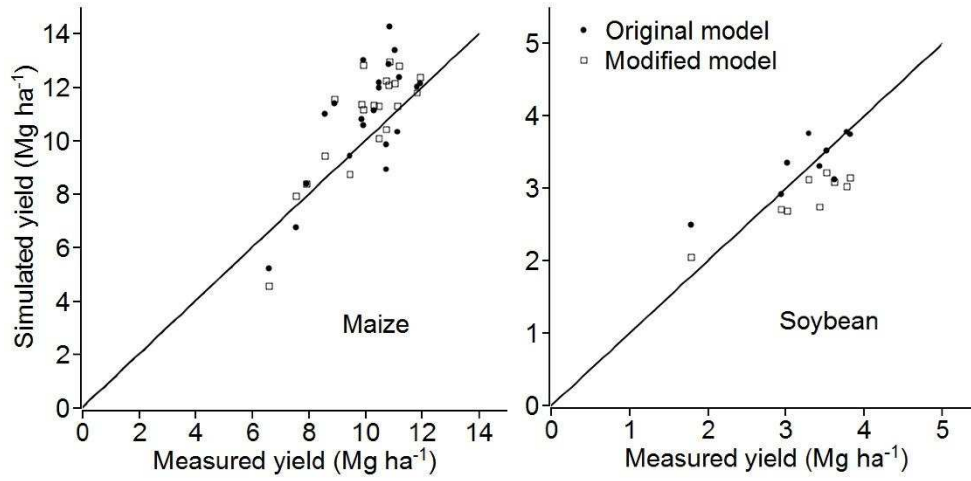 Simulated yield (Mg ha⁻¹)
14
12
10
8
6
4
2
0
0 2 4 6 8 10 12 14
Measured yield (Mg ha⁻¹)
Maize
5
4
3
2
1
0
0 1 2 3 4 5
Measured yield (Mg ha⁻¹)
Original model
Modified model
Soybean